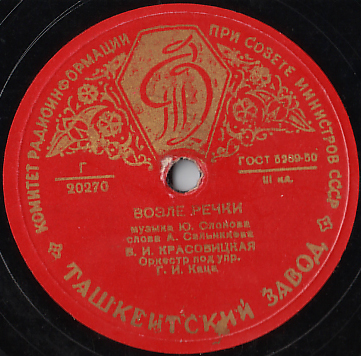 КОМИТЕТ РАДИОИНФОРМАЦИИ ПРИ СОВЕТЕ МИНИСТРОВ СССР
Г
20270
ГОСТ 5289-50
III кл.
ВОЗЛЕ РЕЧКИ
музыка Ю. Слонова
слова А. Сальникова
В. И. КРАСОВИЦКАЯ
Оркестр под упр.
Г. И. Каца
ТАШКЕНТСКИЙ ЗАВОД